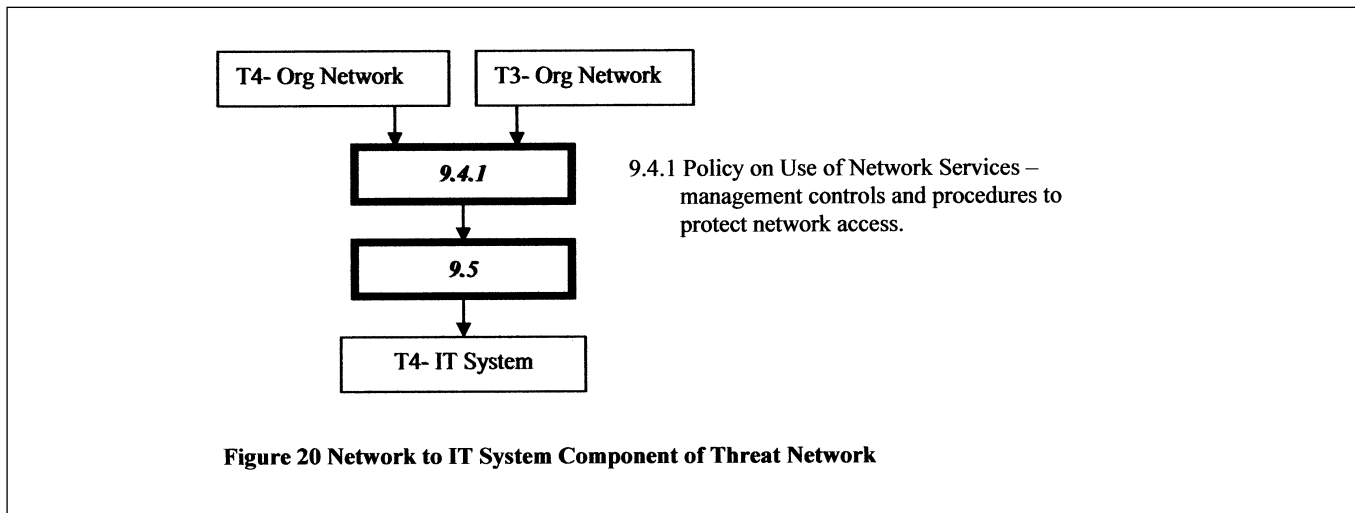 T4- Org Network
T3- Org Network
9.4.1
9.4.1 Policy on Use of Network Services –
management controls and procedures to
protect network access.
9.5
T4- IT System
Figure 20 Network to IT System Component of Threat Network